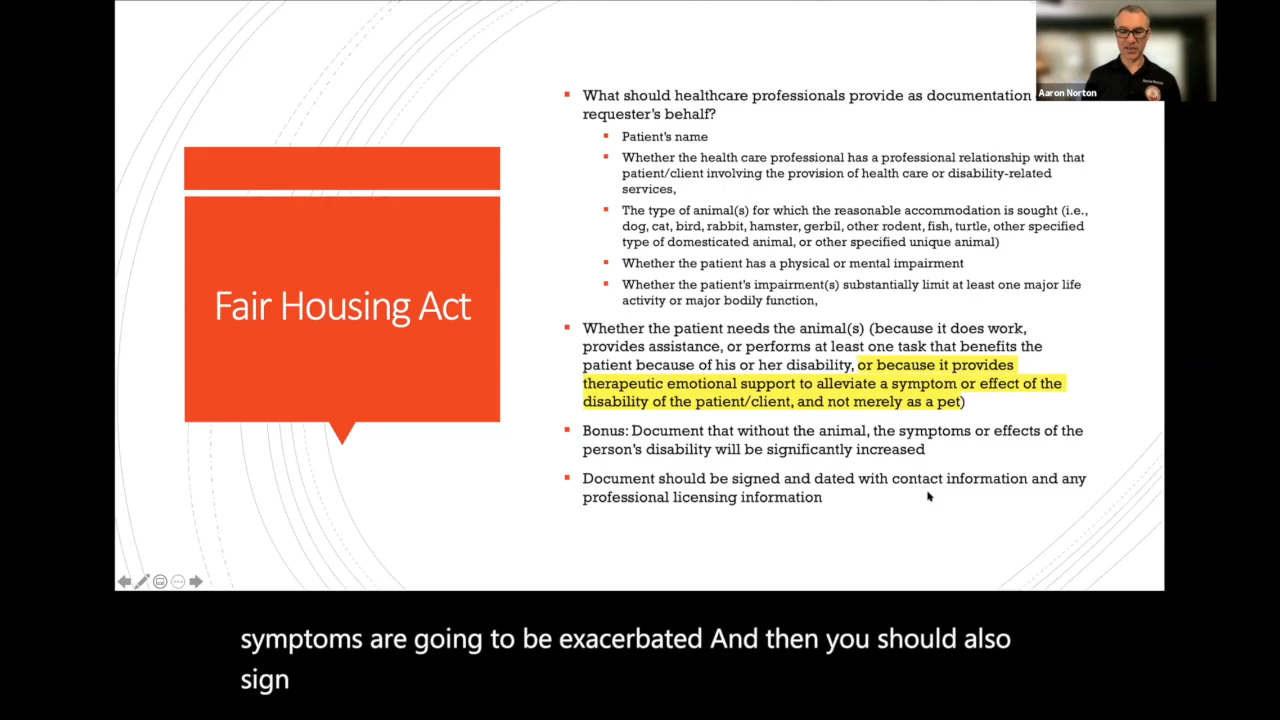 Aaron Norton
Fair Housing Act
What should healthcare professionals provide as documentation
requester's behalf?
Patient's name
Whether the health care professional has a professional relationship with that
patient/client involving the provision of health care or disability-related
services,
The type of animal(s) for which the reasonable accommodation is sought (i.e.,
dog, cat, bird, rabbit, hamster, gerbil, other rodent, fish, turtle, other specified
type of domesticated animal, or other specified unique animal)
Whether the patient has a physical or mental impairment
Whether the patient's impairment(s) substantially limit at least one major life
activity or major bodily function,
Whether the patient needs the animal(s) (because it does work,
provides assistance, or performs at least one task that benefits the
patient because of his or her disability, or because it provides
therapeutic emotional support to alleviate a symptom or effect of the
disability of the patient/client, and not merely as a pet)
Bonus: Document that without the animal, the symptoms or effects of the
person's disability will be significantly increased
Document should be signed and dated with contact information and any
professional licensing information
symptoms are going to be exacerbated And then you should also
sign